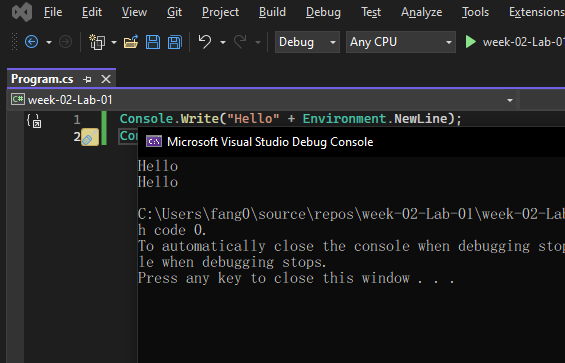 File Edit View Git Project Build Debug Test Analyze Tools Extensions
Debug Any CPU week-02-Lab-01
Program.cs
C# week-02-Lab-01
1 Console.Write("Hello" + Environment.NewLine);
2 Con
C:\ Microsoft Visual Studio Debug Console
Hello
Hello
C:\Users\fang0\source\repos\week-02-Lab-01\week-02-Lab
h code 0.
To automatically close the console when debugging stop
le when debugging stops.
Press any key to close this window . . .